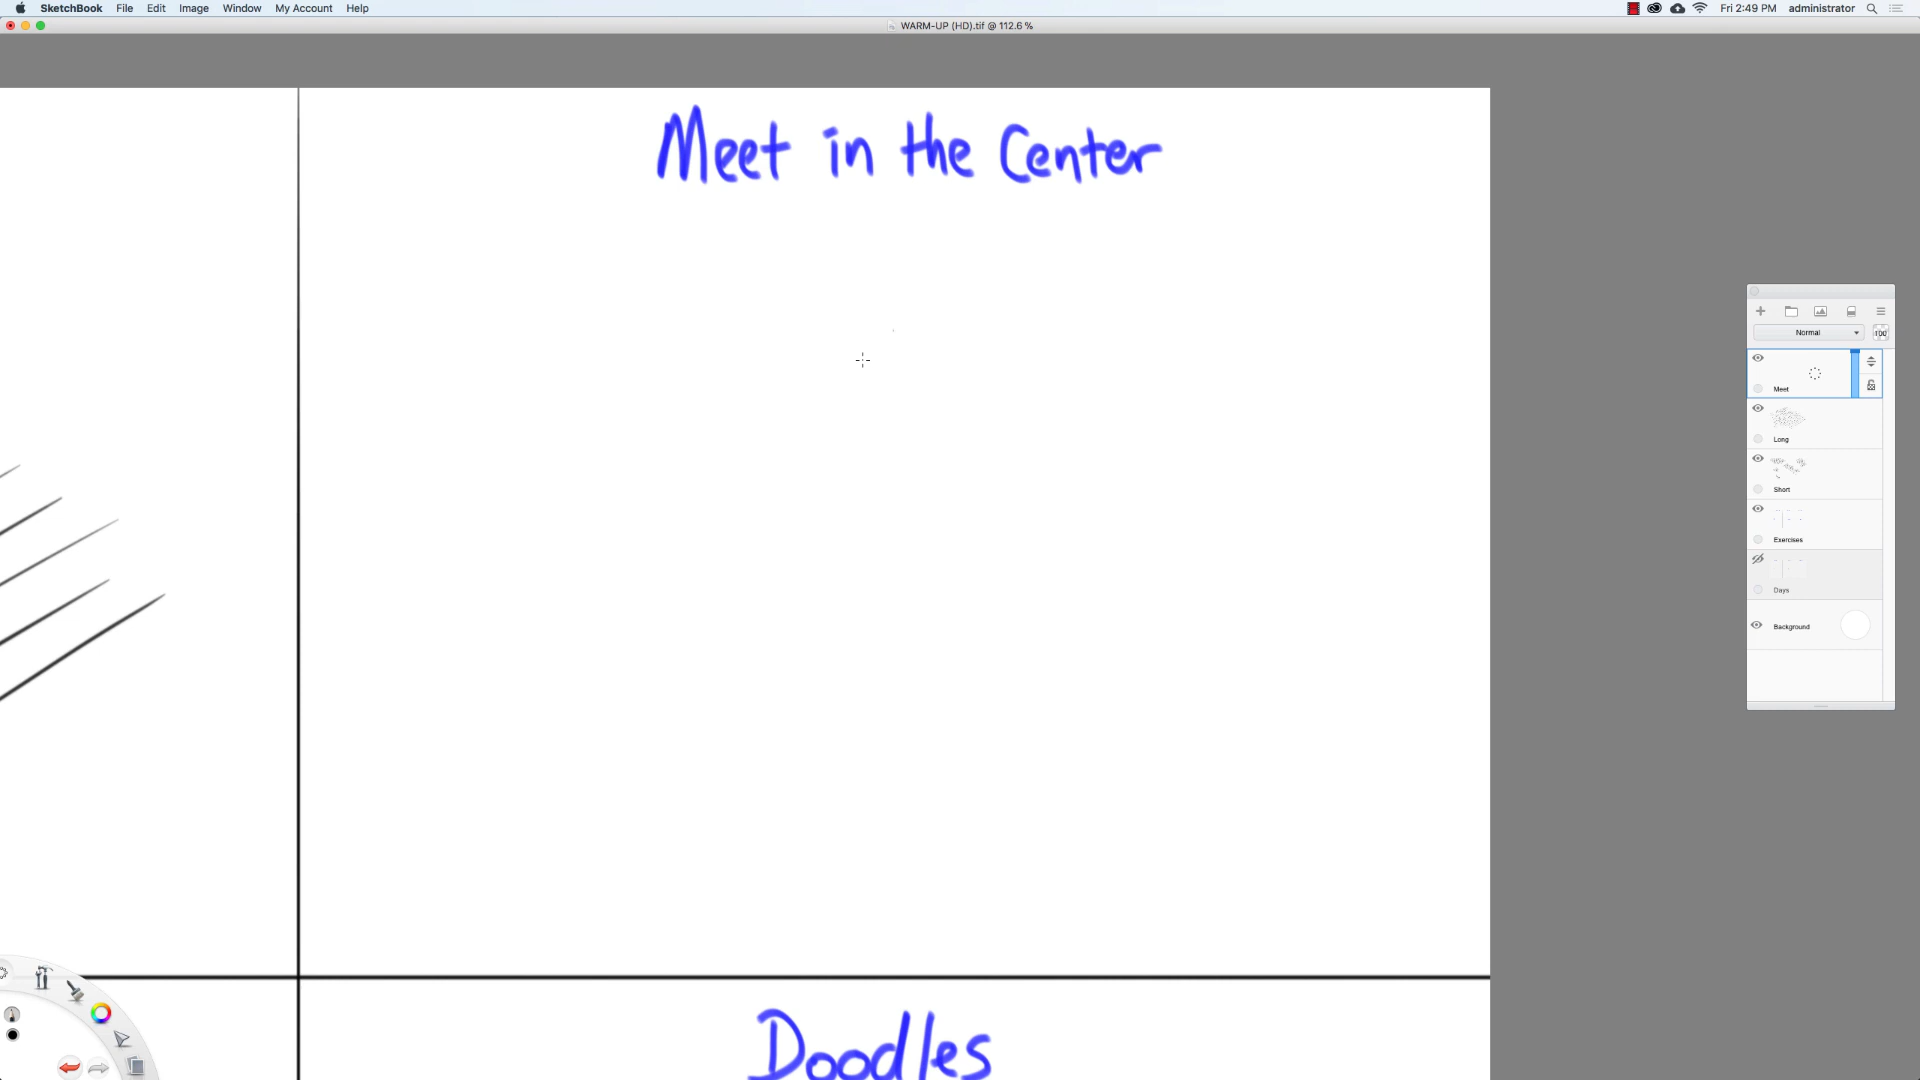 SketchBook File Edit Image Window My Account Help
Fri 2:49 PM administrator
WARM-UP (HD).tif @ 112.6 %
Meet in the Center
Normal
100
Meet
Long
Short
Exercises
Days
Background
Doodles